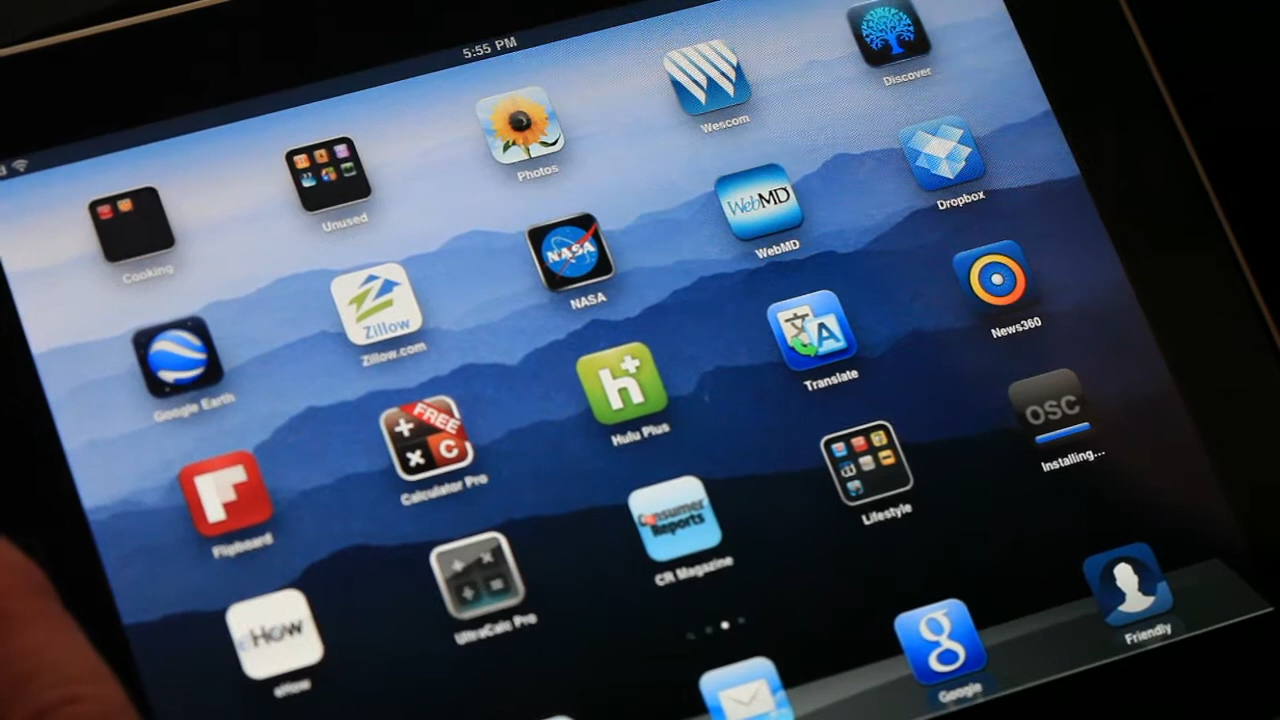 5:55 PM
Cooking
Unused
Photos
Wescom
Discover
Google Earth
Zillow
Zillow.com
NASA
NASA
WebMD
WebMD
Dropbox
Flipboard
FREE
C
Calculator Pro
h+
Hulu Plus
文 A
Translate
News360
eHow
eHow
UltraCalc Pro
Consumer
Reports
CR Magazine
Lifestyle
OSC
Installing...
g
Google
Friendly